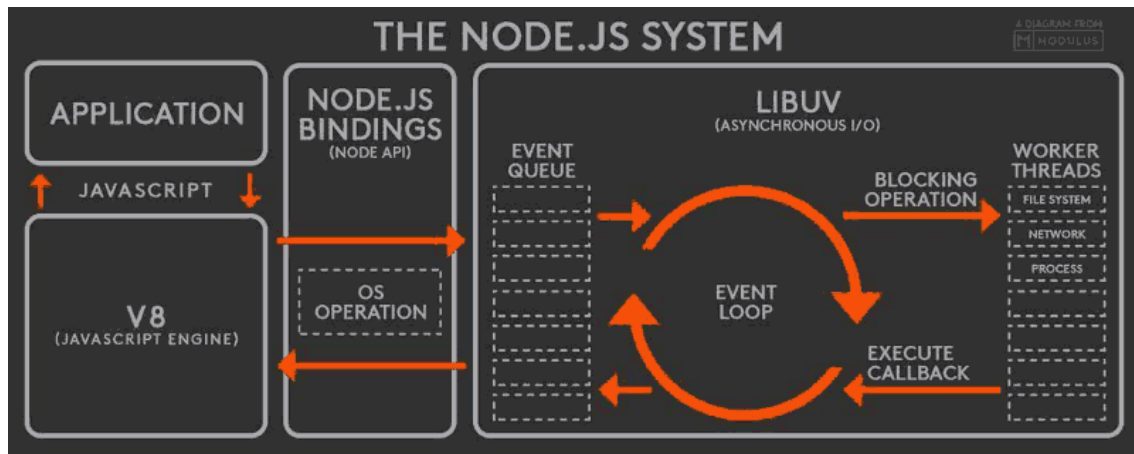 THE NODE.JS SYSTEM
A DIAGRAM FROM
MODULUS
APPLICATION
JAVASCRIPT
V8
(JAVASCRIPT ENGINE)
NODE.JS
BINDINGS
(NODE API)
OS
OPERATION
LIBUV
(ASYNCHRONOUS I/O)
EVENT
QUEUE
EVENT
LOOP
BLOCKING
OPERATION
EXECUTE
CALLBACK
WORKER
THREADS
FILE SYSTEM
NETWORK
PROCESS